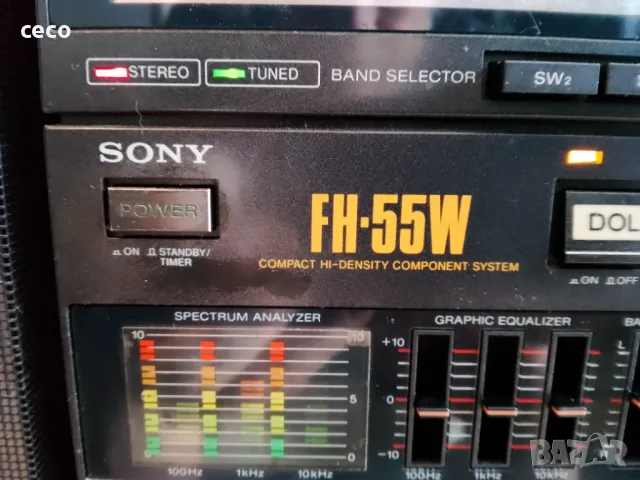 ceco
STEREO TUNED BAND SELECTOR SW2
SONY
POWER
ON STANDBY/
TIMER
FH-55W
COMPACT HI-DENSITY COMPONENT SYSTEM
DOL
ON OFF
SPECTRUM ANALYZER
10 10
5
0 0
100Hz 1kHz 10kHz
GRAPHIC EQUALIZER BA
+10 L
0
-10
100Hz 1kHz 10kHz
BAZAR